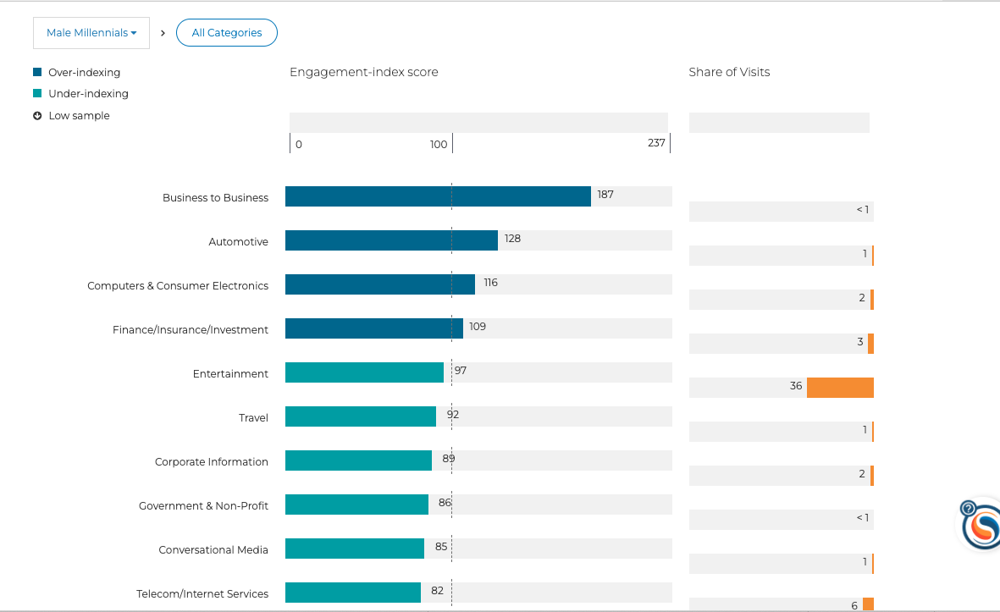 Male Millennials
All Categories
Over-indexing
Under-indexing
Low sample
Engagement-index score
Share of Visits
0 100 237
Business to Business 187
< 1
Automotive 128
1
Computers & Consumer Electronics 116
2
Finance/Insurance/Investment 109
3
Entertainment 97
36
Travel 92
1
Corporate Information 89
2
Government & Non-Profit 86
< 1
Conversational Media 85
1
Telecom/Internet Services 82
6
?